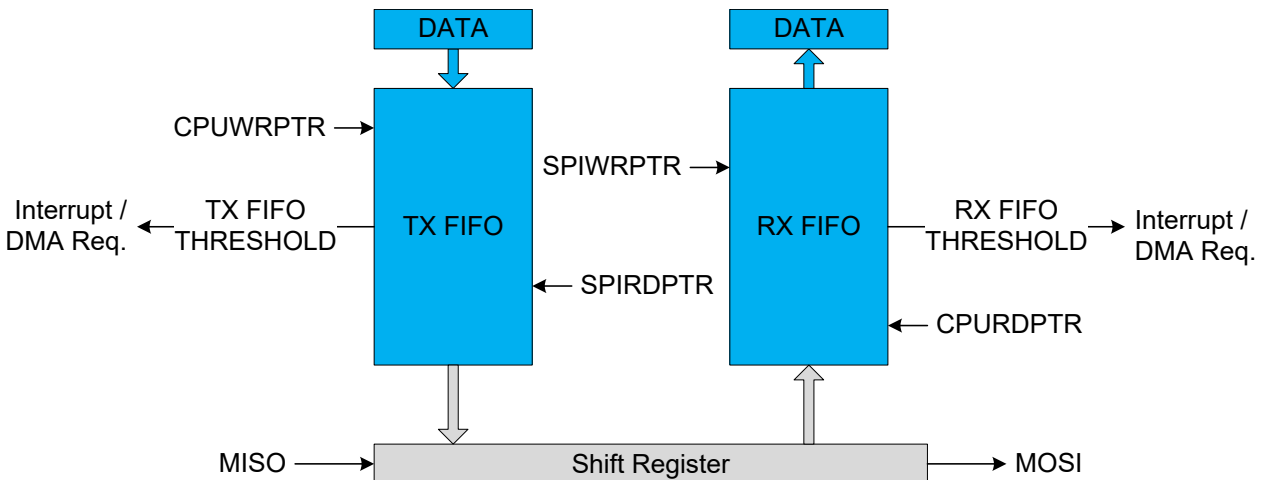 DATA
DATA
CPUWRPTR
SPIWRPTR
Interrupt /
DMA Req.
TX FIFO
THRESHOLD
TX FIFO
RX FIFO
RX FIFO
THRESHOLD
Interrupt /
DMA Req.
SPIRDPTR
CPURDPTR
MISO
Shift Register
MOSI